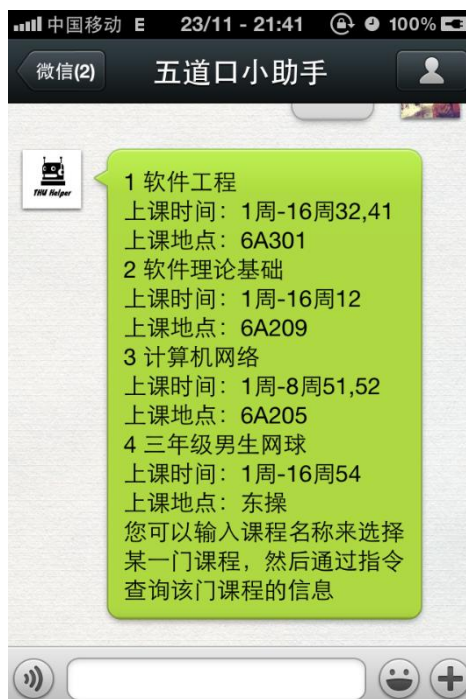 中国移动 E 23/11 - 21:41 100%
微信(2) 五道口小助手
THU Helper
1 软件工程
上课时间：1周-16周32,41
上课地点：6A301
2 软件理论基础
上课时间：1周-16周12
上课地点：6A209
3 计算机网络
上课时间：1周-8周51,52
上课地点：6A205
4 三年级男生网球
上课时间：1周-16周54
上课地点：东操
您可以输入课程名称来选择
某一门课程，然后通过指令
查询该门课程的信息